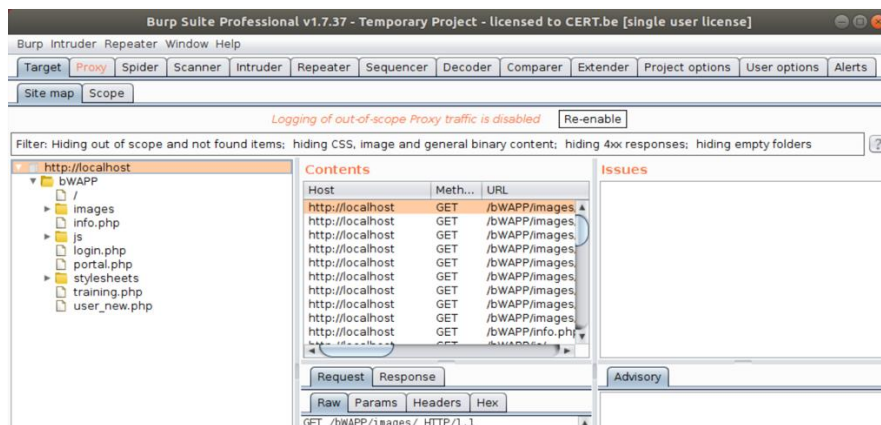 Burp Suite Professional v1.7.37 - Temporary Project - licensed to CERT.be [single user license]
Burp Intruder Repeater Window Help
Target Proxy Spider Scanner Intruder Repeater Sequencer Decoder Comparer Extender Project options User options Alerts
Site map Scope
Logging of out-of-scope Proxy traffic is disabled Re-enable
Filter: Hiding out of scope and not found items; hiding CSS, image and general binary content; hiding 4xx responses; hiding empty folders ?
http://localhost
bWAPP
/
images
info.php
js
login.php
portal.php
stylesheets
training.php
user_new.php
Contents
Host Meth... URL
http://localhost GET /bWAPP/images
http://localhost GET /bWAPP/images
http://localhost GET /bWAPP/images
http://localhost GET /bWAPP/images
http://localhost GET /bWAPP/images
http://localhost GET /bWAPP/images
http://localhost GET /bWAPP/images
http://localhost GET /bWAPP/images
http://localhost GET /bWAPP/images
http://localhost GET /bWAPP/info.php
Request Response
Raw Params Headers Hex
GET /bWAPP/images/ HTTP/1.1
Issues
Advisory